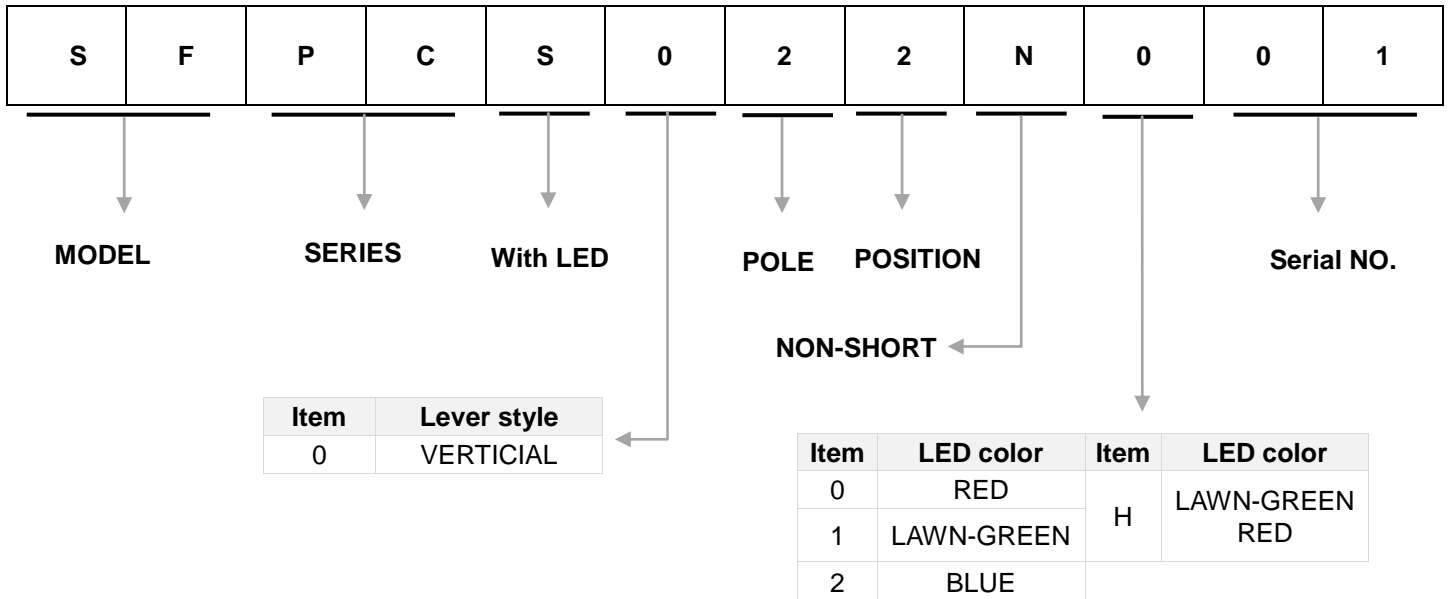 S F P C S 0 2 2 N 0 0 1
MODEL SERIES With LED POLE POSITION Serial NO.
NON-SHORT
Item Lever style
0 VERTICIAL
Item LED color Item LED color
0 RED H LAWN-GREEN
1 LAWN-GREEN RED
2 BLUE